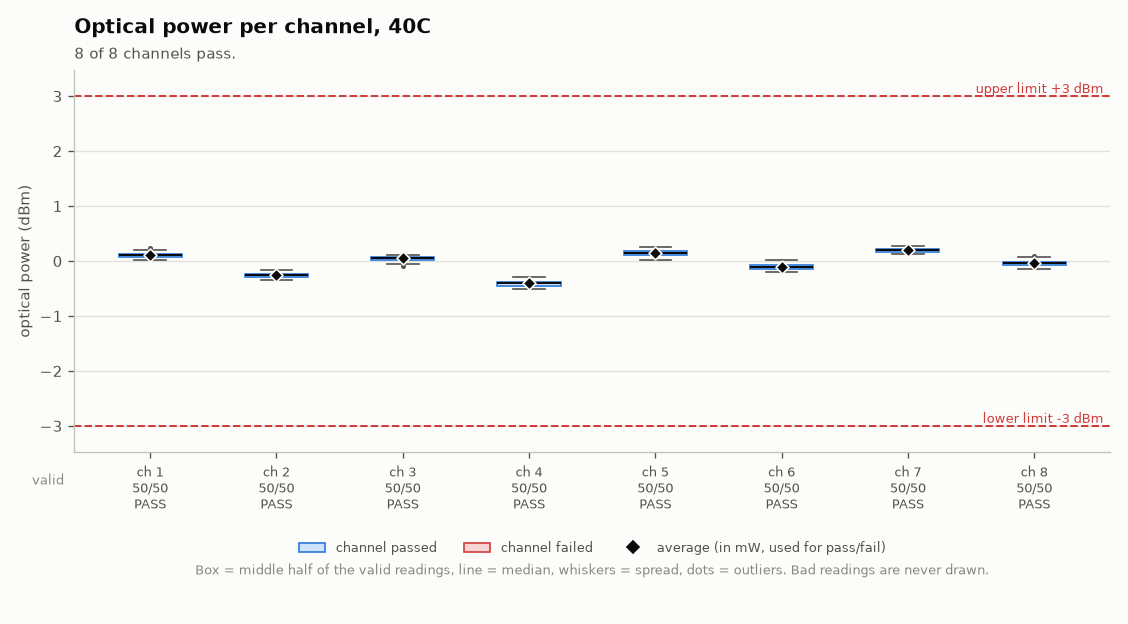 Optical power per channel, 40C
8 of 8 channels pass.
optical power (dBm)
3
2
1
0
−1
−2
−3
upper limit +3 dBm
lower limit -3 dBm
valid
ch 1
50/50
PASS
ch 2
50/50
PASS
ch 3
50/50
PASS
ch 4
50/50
PASS
ch 5
50/50
PASS
ch 6
50/50
PASS
ch 7
50/50
PASS
ch 8
50/50
PASS
channel passed
channel failed
average (in mW, used for pass/fail)
Box = middle half of the valid readings, line = median, whiskers = spread, dots = outliers. Bad readings are never drawn.